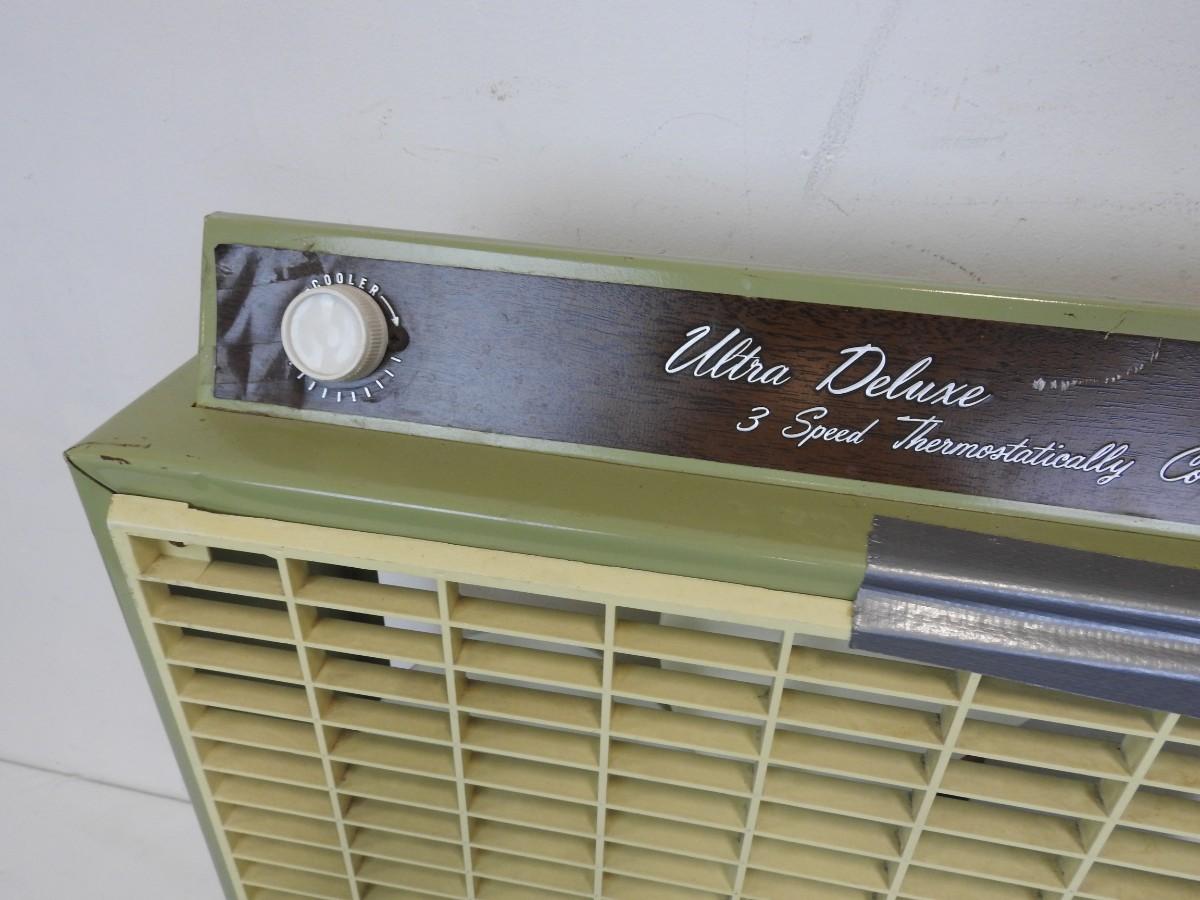 COOLER
Ultra Deluxe
3 Speed Thermostatically